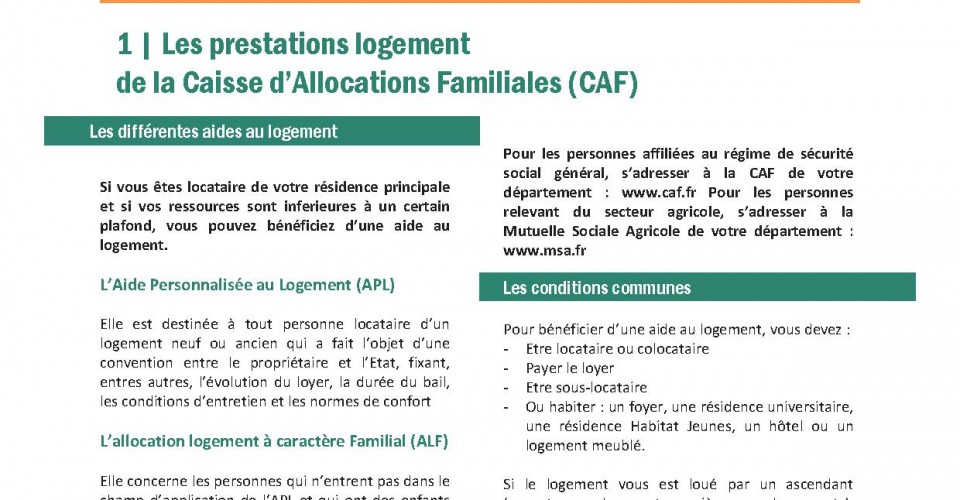 1 | Les prestations logement
de la Caisse d'Allocations Familiales (CAF)
Les différentes aides au logement
Si vous êtes locataire de votre résidence principale
et si vos ressources sont inferieures à un certain
plafond, vous pouvez bénéficiez d'une aide au
logement.
L'Aide Personnalisée au Logement (APL)
Elle est destinée à tout personne locataire d'un
logement neuf ou ancien qui a fait l'objet d'une
convention entre le propriétaire et l'Etat, fixant,
entres autres, l'évolution du loyer, la durée du bail,
les conditions d'entretien et les normes de confort
L'allocation logement à caractère Familial (ALF)
Elle concerne les personnes qui n'entrent pas dans le
champ d'application de l'APL et qui ont des enfants
Pour les personnes affiliées au régime de sécurité
social général, s'adresser à la CAF de votre
département : www.caf.fr Pour les personnes
relevant du secteur agricole, s'adresser à la
Mutuelle Sociale Agricole de votre département :
www.msa.fr
Les conditions communes
Pour bénéficier d'une aide au logement, vous devez :
- Etre locataire ou colocataire
- Payer le loyer
- Etre sous-locataire
- Ou habiter : un foyer, une résidence universitaire,
une résidence Habitat Jeunes, un hôtel ou un
logement meublé.
Si le logement vous est loué par un ascendant